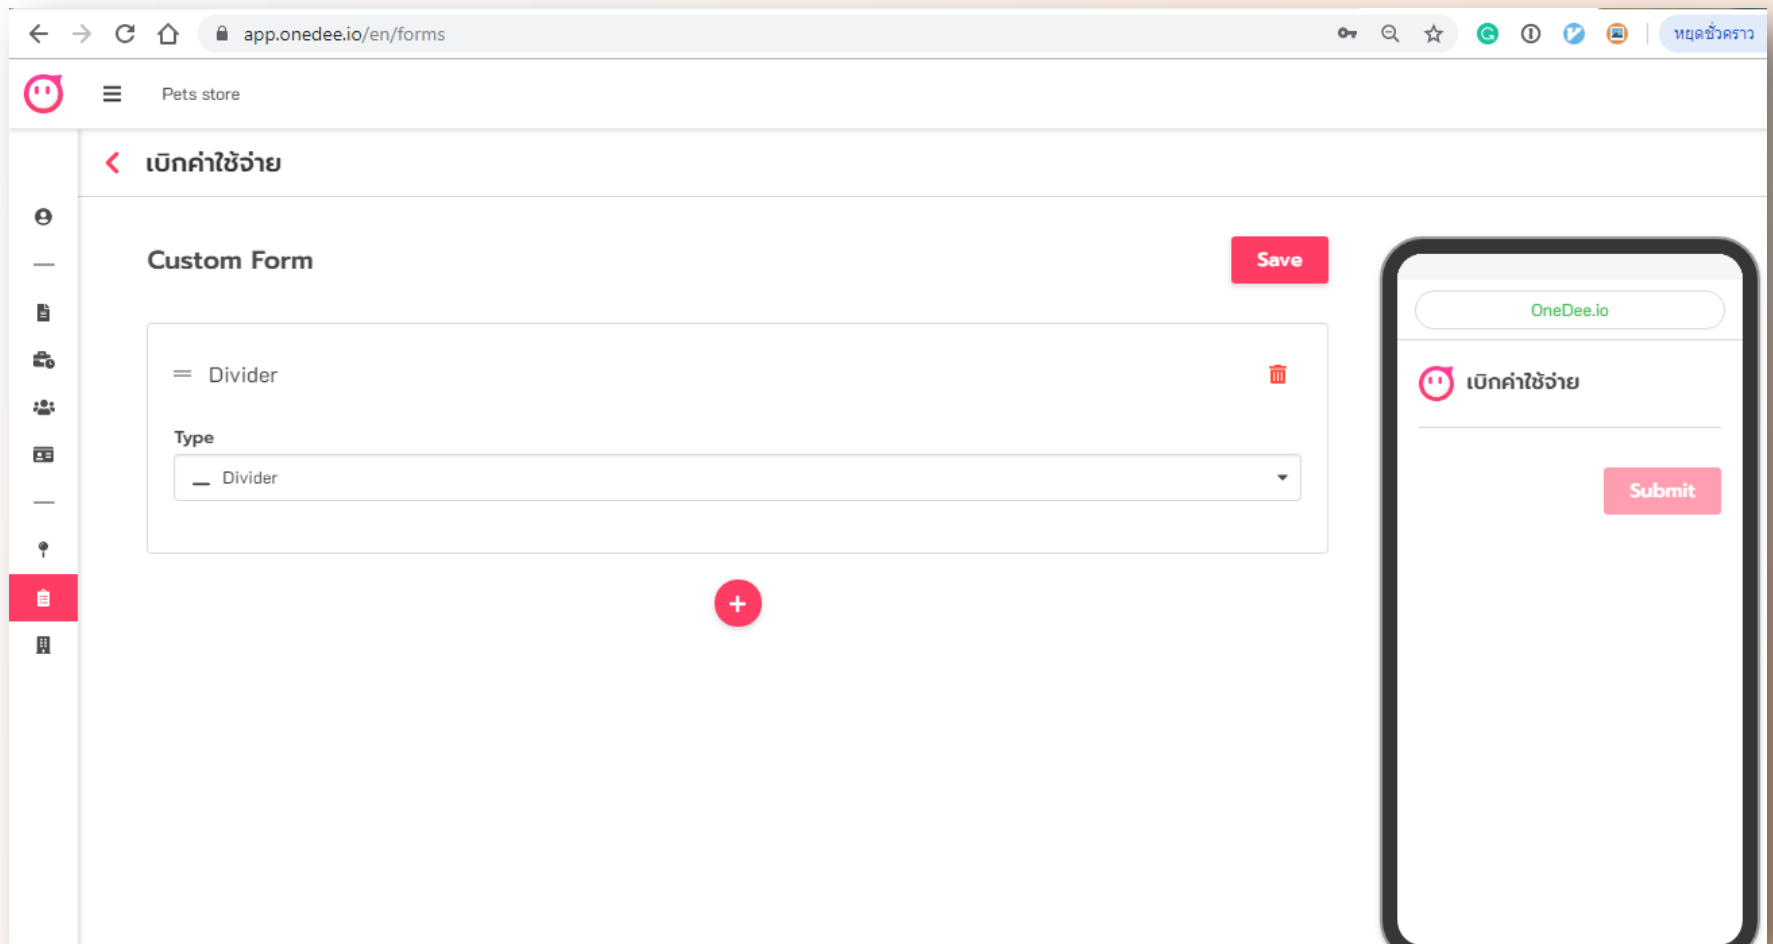 app.onedee.io/en/forms
หยุดชั่วคราว
Pets store
เบิกค่าใช้จ่าย
Custom Form
Save
Divider
Type
Divider
OneDee.io
เบิกค่าใช้จ่าย
Submit